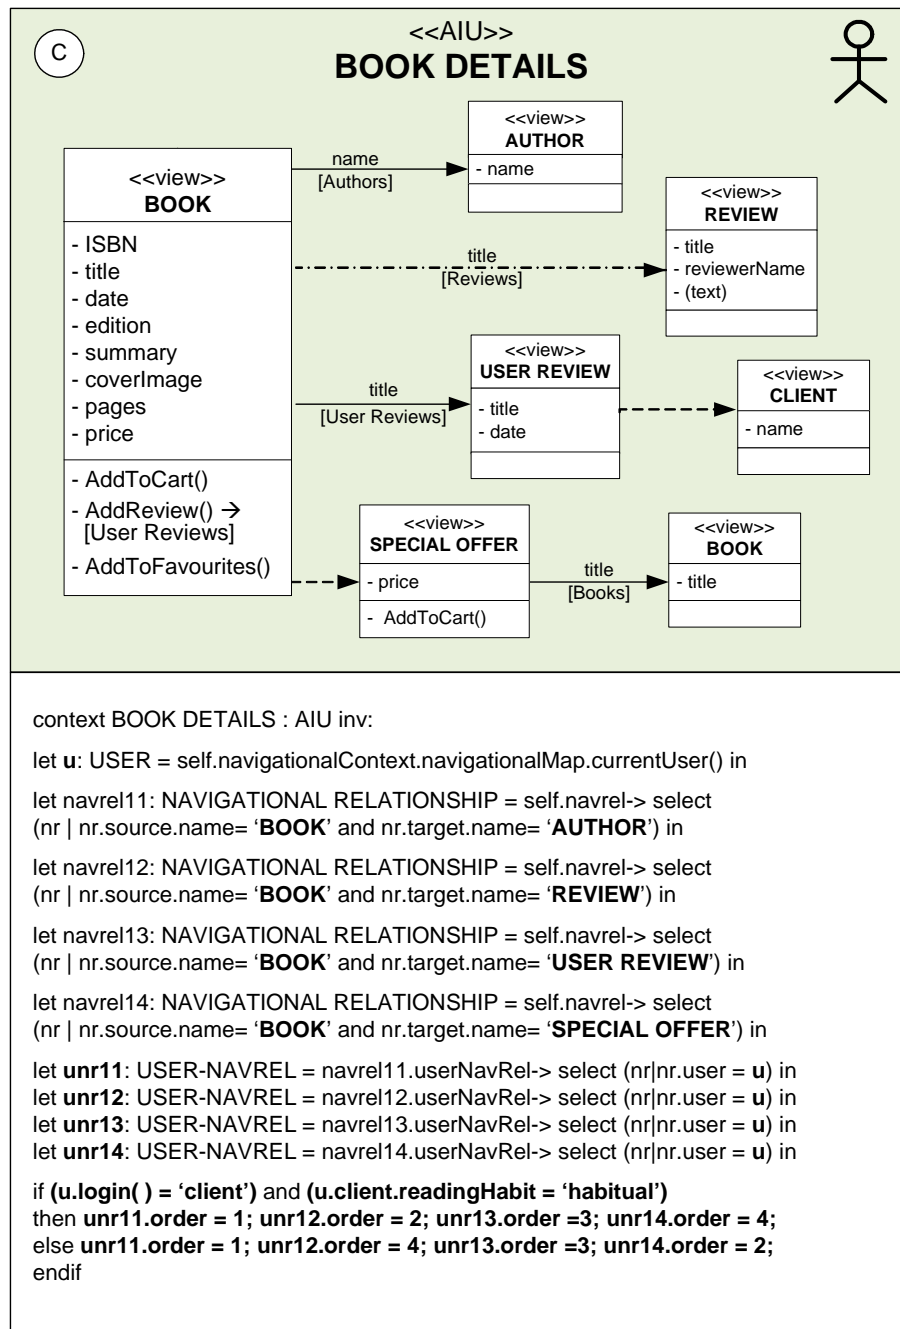 C
<<AIU>>
BOOK DETAILS
<<view>>
BOOK
- ISBN
- title
- date
- edition
- summary
- coverImage
- pages
- price
- AddToCart()
- AddReview() →
[User Reviews]
- AddToFavourites()
name
[Authors]
<<view>>
AUTHOR
- name
title
[Reviews]
<<view>>
REVIEW
- title
- reviewerName
- (text)
title
[User Reviews]
<<view>>
USER REVIEW
- title
- date
<<view>>
CLIENT
- name
<<view>>
SPECIAL OFFER
- price
- AddToCart()
title
[Books]
<<view>>
BOOK
- title
context BOOK DETAILS : AIU inv:
let u: USER = self.navigationalContext.navigationalMap.currentUser() in
let navrel11: NAVIGATIONAL RELATIONSHIP = self.navrel-> select
(nr | nr.source.name= ‘BOOK’ and nr.target.name= ‘AUTHOR’) in
let navrel12: NAVIGATIONAL RELATIONSHIP = self.navrel-> select
(nr | nr.source.name= ‘BOOK’ and nr.target.name= ‘REVIEW’) in
let navrel13: NAVIGATIONAL RELATIONSHIP = self.navrel-> select
(nr | nr.source.name= ‘BOOK’ and nr.target.name= ‘USER REVIEW’) in
let navrel14: NAVIGATIONAL RELATIONSHIP = self.navrel-> select
(nr | nr.source.name= ‘BOOK’ and nr.target.name= ‘SPECIAL OFFER’) in
let unr11: USER-NAVREL = navrel11.userNavRel-> select (nr|nr.user = u) in
let unr12: USER-NAVREL = navrel12.userNavRel-> select (nr|nr.user = u) in
let unr13: USER-NAVREL = navrel13.userNavRel-> select (nr|nr.user = u) in
let unr14: USER-NAVREL = navrel14.userNavRel-> select (nr|nr.user = u) in
if (u.login( ) = ‘client’) and (u.client.readingHabit = ‘habitual’)
then unr11.order = 1; unr12.order = 2; unr13.order =3; unr14.order = 4;
else unr11.order = 1; unr12.order = 4; unr13.order =3; unr14.order = 2;
endif